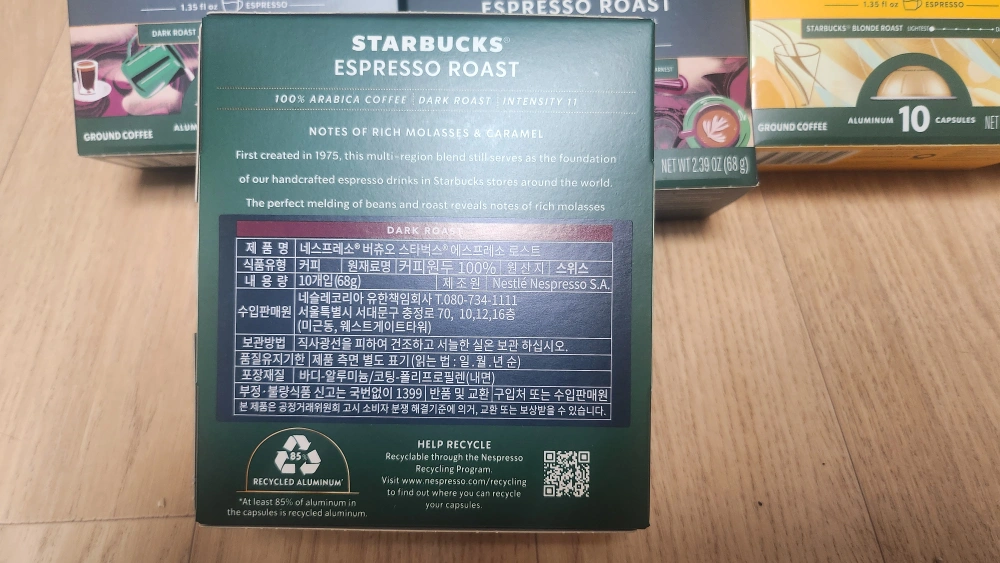 1.35 fl oz ESPRESSO
DARK ROAST
GROUND COFFEE
ESPRESSO ROAST
1.35 fl oz ESPRESSO
STARBUCKS® BLONDE ROAST LIGHTEST
GROUND COFFEE ALUMINUM 10 CAPSULES NET
NET WT 2.39 OZ (68 g)
STARBUCKS®
ESPRESSO ROAST
100% ARABICA COFFEE | DARK ROAST | INTENSITY 11
NOTES OF RICH MOLASSES & CARAMEL
First created in 1975, this multi-region blend still serves as the foundation
of our handcrafted espresso drinks in Starbucks stores around the world.
The perfect melding of beans and roast reveals notes of rich molasses
DARK ROAST
제 품 명 네스프레소® 버츄오 스타벅스® 에스프레소 로스트
식품유형 커피 원재료명 커피원두 100% 원 산 지 스위스
내 용 량 10개입(68g) 제 조 원 Nestlé Nespresso S.A.
수입판매원 네슬레코리아 유한책임회사 T.080-734-1111
서울특별시 서대문구 충정로 70, 10,12,16층
(미근동, 웨스트게이트타워)
보관방법 직사광선을 피하여 건조하고 서늘한 실온 보관 하십시오.
품질유지기한 제품 측면 별도 표기(읽는 법 : 일.월.년 순)
포장재질 바디-알루미늄/코팅-폴리프로필렌(내면)
부정·불량식품 신고는 국번없이 1399 반품 및 교환 구입처 또는 수입판매원
본 제품은 공정거래위원회 고시 소비자 분쟁 해결기준에 의거, 교환 또는 보상받을 수 있습니다.
85
RECYCLED ALUMINUM*
*At least 85% of aluminum in
the capsules is recycled aluminum.
HELP RECYCLE
Recyclable through the Nespresso
Recycling Program.
Visit www.nespresso.com/recycling
to find out where you can recycle
your capsules.